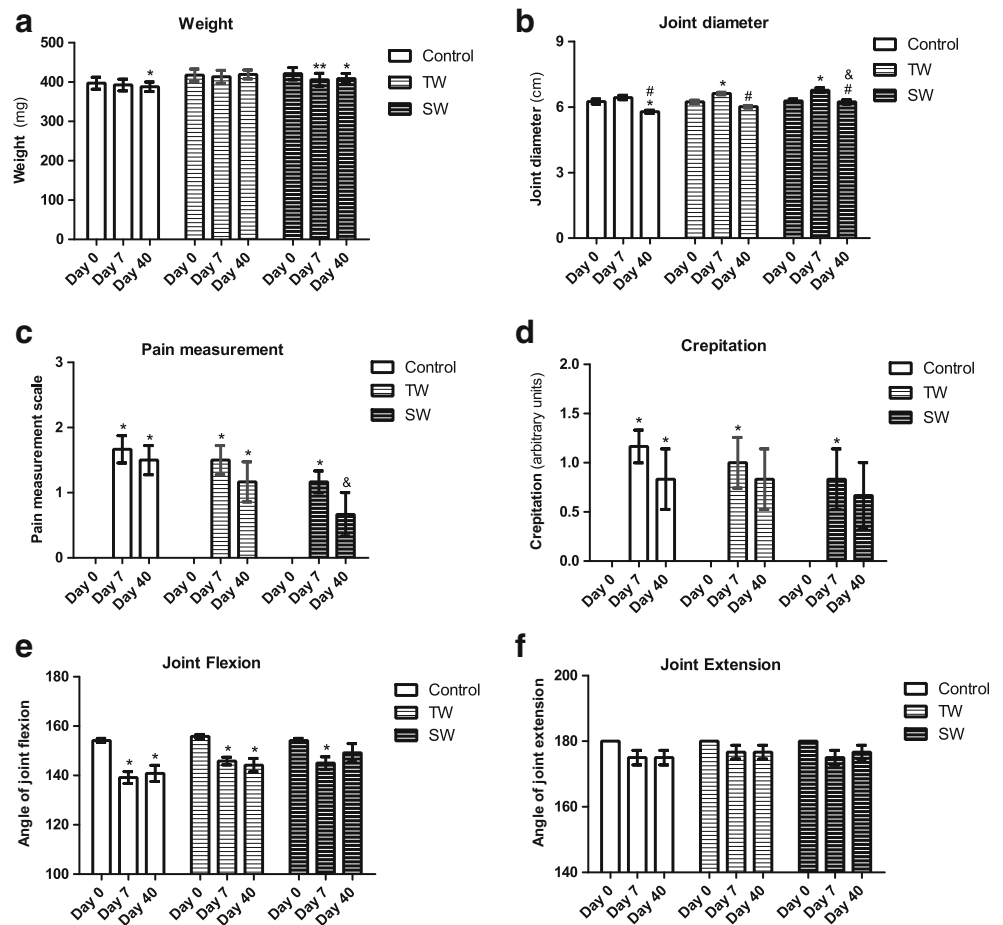 a
Weight
500
400
300
200
100
0
Weight (mg)
* ** *
Day 0 Day 7 Day 40 Day 0 Day 7 Day 40 Day 0 Day 7 Day 40
Control
TW
SW
b
Joint diameter
9
6
3
0
Joint diameter (cm)
# &
* * # * #
Day 0 Day 7 Day 40 Day 0 Day 7 Day 40 Day 0 Day 7 Day 40
Control
TW
SW
c
Pain measurement
3
2
1
0
Pain measurement scale
* * * * * &
Day 0 Day 7 Day 40 Day 0 Day 7 Day 40 Day 0 Day 7 Day 40
Control
TW
SW
d
Crepitation
2.0
1.5
1.0
0.5
0.0
Crepitation (arbitrary units)
* * * *
Day 0 Day 7 Day 40 Day 0 Day 7 Day 40 Day 0 Day 7 Day 40
Control
TW
SW
e
Joint Flexion
180
160
140
120
100
Angle of joint flexion
* * * * *
Day 0 Day 7 Day 40 Day 0 Day 7 Day 40 Day 0 Day 7 Day 40
Control
TW
SW
f
Joint Extension
200
180
160
140
Angle of joint extension
Day 0 Day 7 Day 40 Day 0 Day 7 Day 40 Day 0 Day 7 Day 40
Control
TW
SW